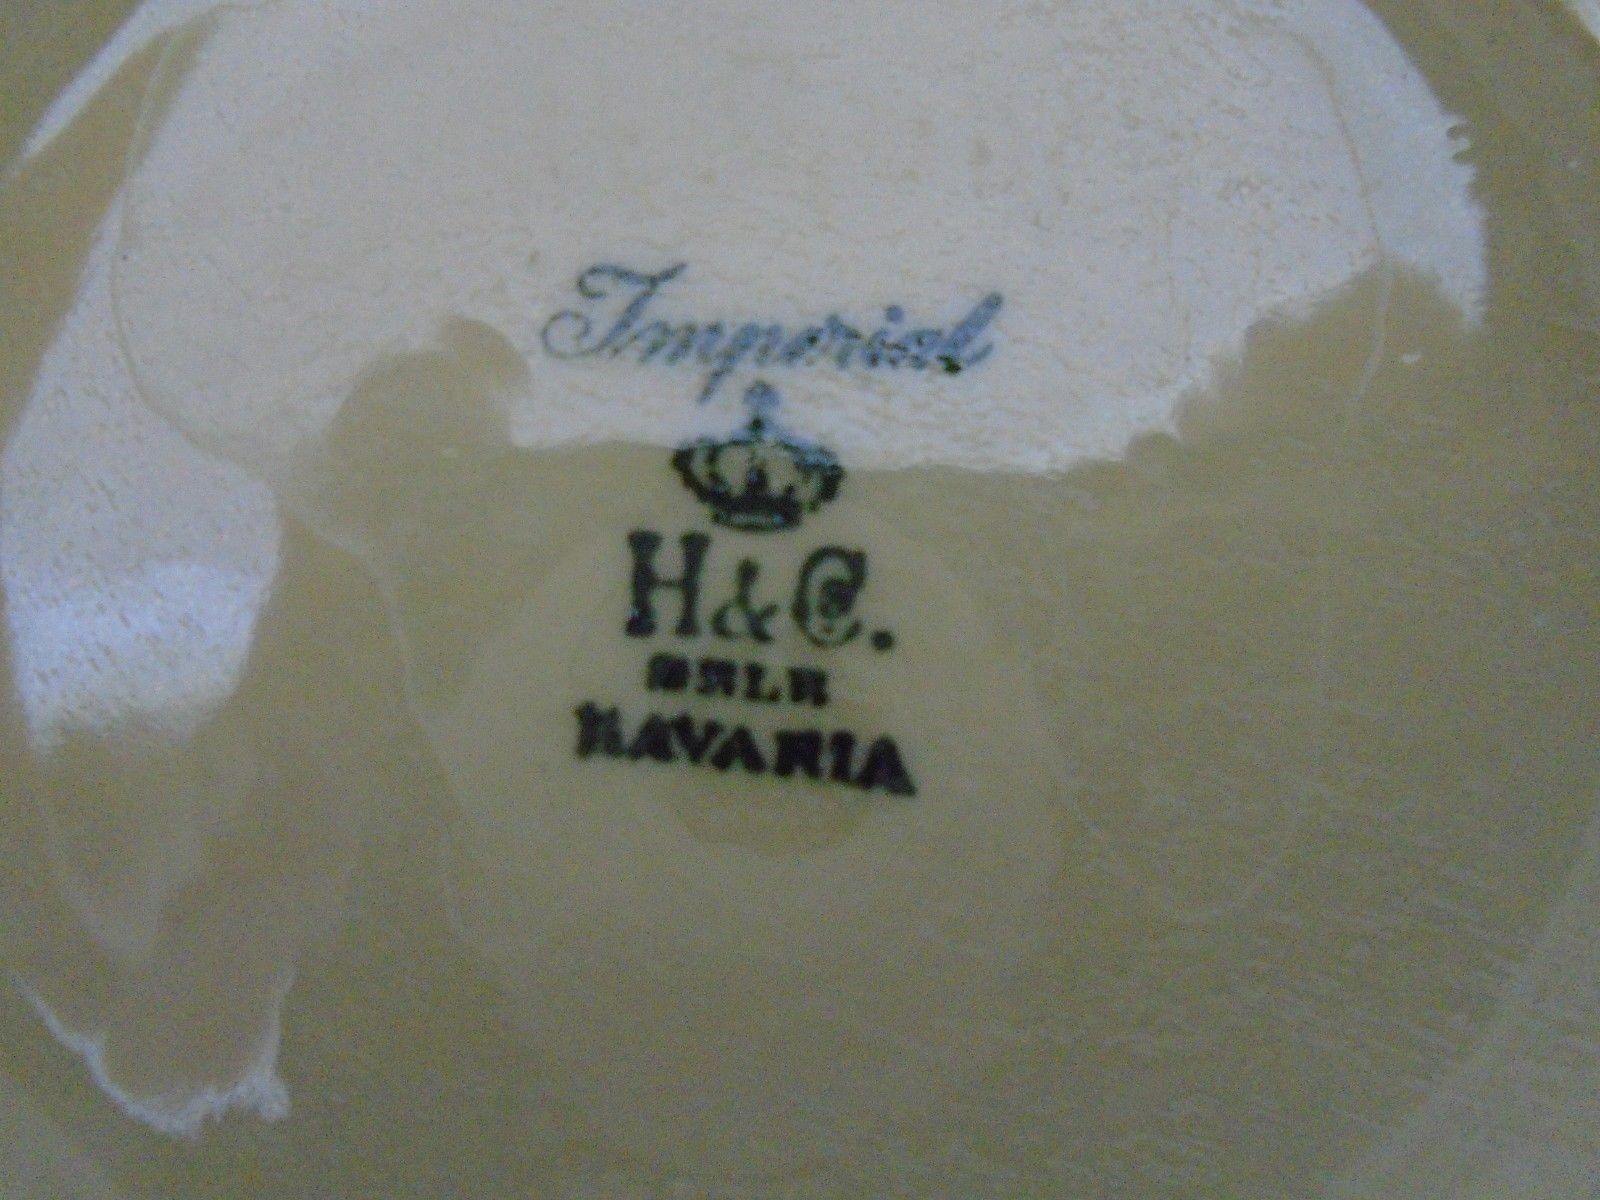 Imperial
H&C.
SELB
BAVARIA